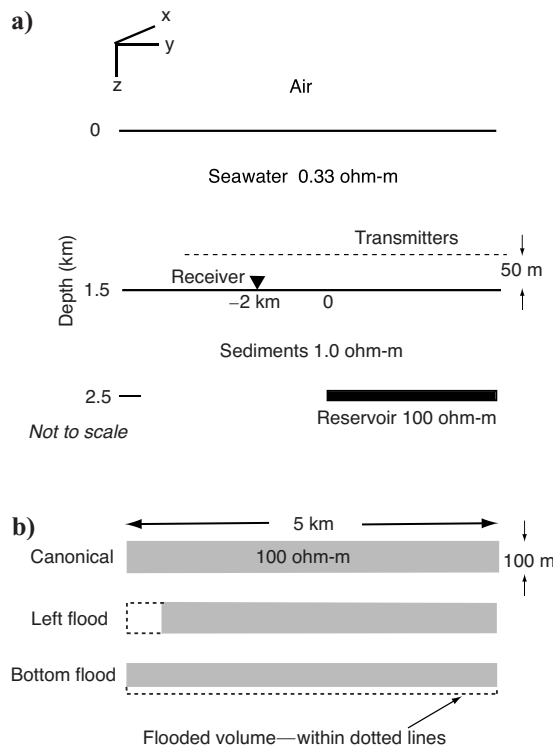 a)
x
y
z
Air
0
Seawater 0.33 ohm-m
Transmitters
50 m
Receiver
Depth (km)
1.5
−2 km
0
Sediments 1.0 ohm-m
2.5
Reservoir 100 ohm-m
Not to scale
b)
5 km
Canonical
100 ohm-m
100 m
Left flood
Bottom flood
Flooded volume—within dotted lines